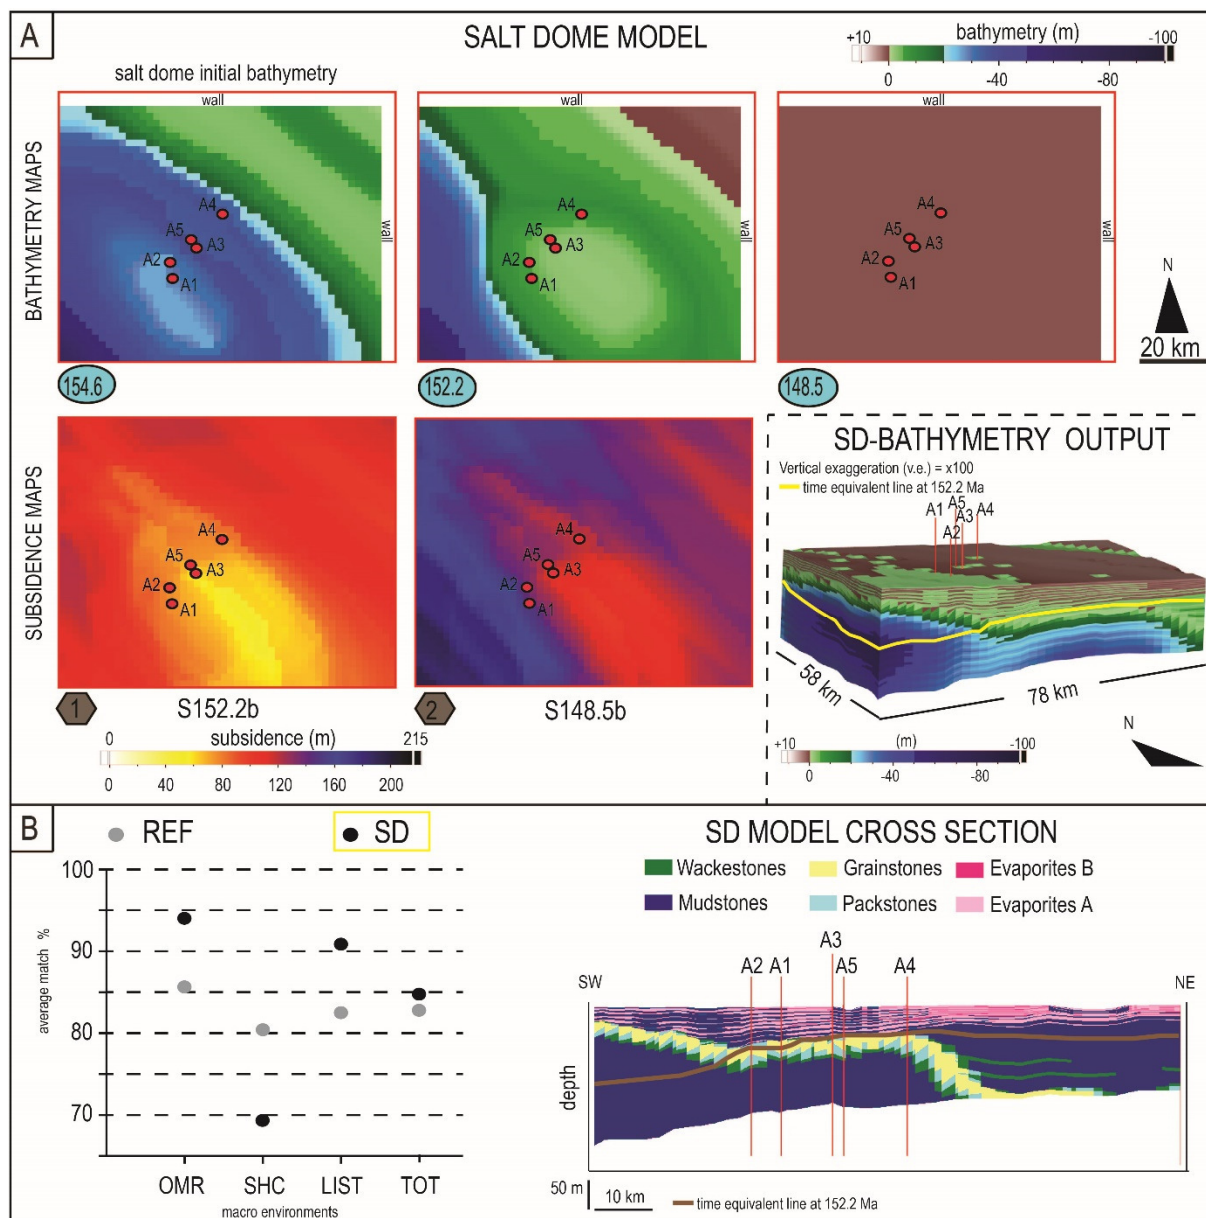 A
SALT DOME MODEL
bathymetry (m)
+10 -100
0 -40 -80
salt dome initial bathymetry
wall
wall
wall
BATHYMETRY MAPS
A4
A5
A3
A2
A1
wall
A4
A5
A3
A2
A1
wall
A4
A5
A3
A2
A1
wall
N
20 km
154.6
152.2
148.5
SUBSIDENCE MAPS
A4
A5
A3
A2
A1
A4
A5
A3
A2
A1
1
S152.2b
2
S148.5b
0 subsidence (m) 215
0 40 80 120 160 200
SD-BATHYMETRY OUTPUT
Vertical exaggeration (v.e.) = x100
time equivalent line at 152.2 Ma
A5
A1 A3 A4
A2
58 km
78 km
N
+10 (m) -100
0 -40 -80
B
REF
SD
100
90
80
70
average match %
OMR SHC LIST TOT
macro environments
SD MODEL CROSS SECTION
Wackestones Grainstones Evaporites B
Mudstones Packstones Evaporites A
A3
A2 A1 A5 A4
SW NE
depth
50 m
10 km
time equivalent line at 152.2 Ma